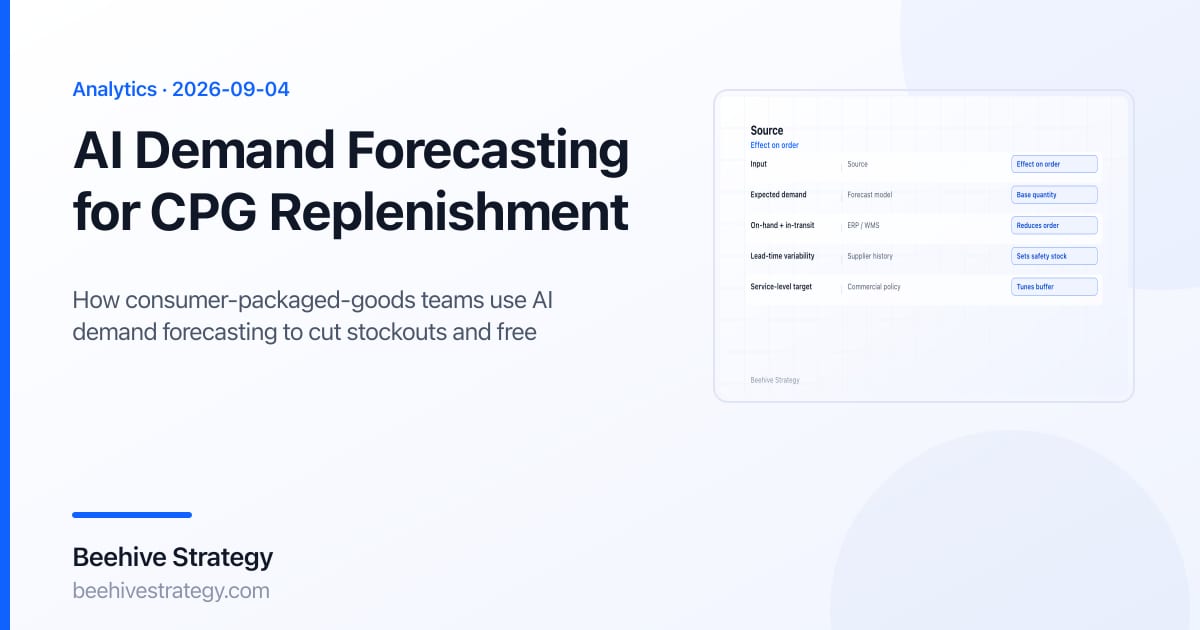 Analytics · 2026-09-04
AI Demand Forecasting
for CPG Replenishment
How consumer-packaged-goods teams use AI
demand forecasting to cut stockouts and free
Beehive Strategy
beehivestrategy.com
Source
Effect on order
Input Source Effect on order
Expected demand Forecast model Base quantity
On-hand + in-transit ERP / WMS Reduces order
Lead-time variability Supplier history Sets safety stock
Service-level target Commercial policy Tunes buffer
Beehive Strategy